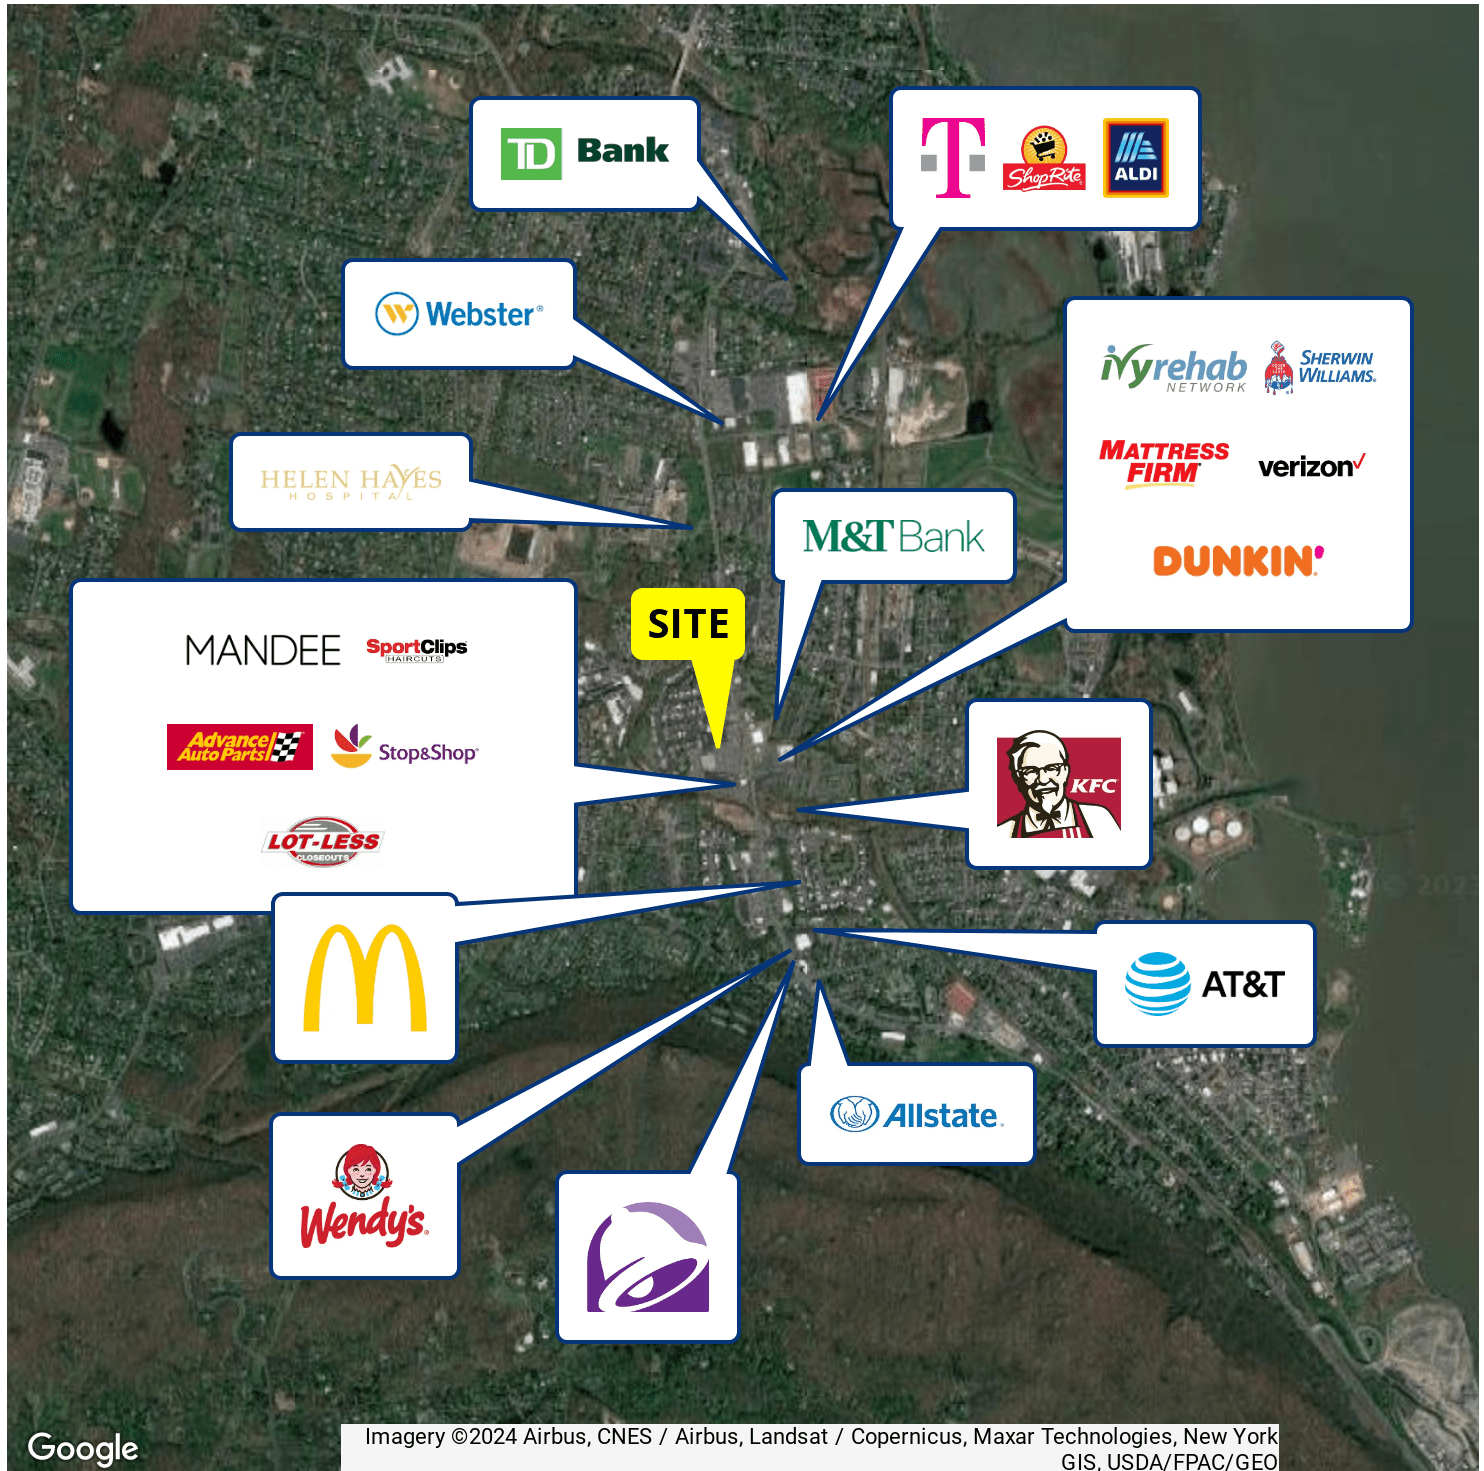 TD Bank
T
ShopRite
ALDI
Webster®
ivyrehab
NETWORK
SHERWIN
WILLIAMS.
HELEN HAYES
HOSPITAL
MATTRESS
FIRM
verizon
M&T Bank
DUNKIN'
SITE
MANDEE
SportClips
HAIRCUTS
Advance
Auto Parts
Stop&Shop
KFC
LOT-LESS
CLOSEOUTS
M
AT&T
Allstate
Wendy's
Google
Imagery ©2024 Airbus, CNES / Airbus, Landsat / Copernicus, Maxar Technologies, New York
GIS, USDA/FPAC/GEO